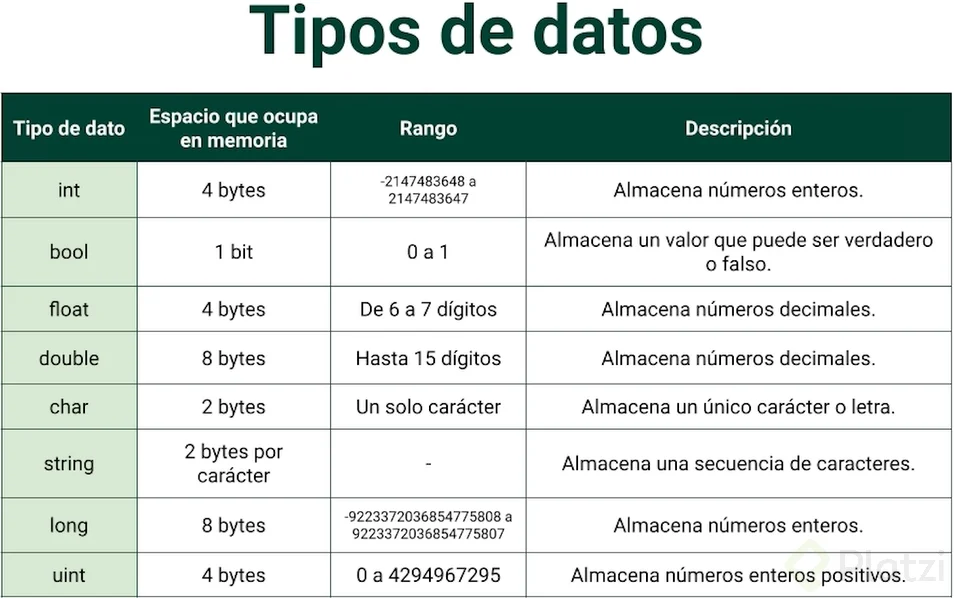 Tipos de datos
Tipo de dato
Espacio que ocupa
en memoria
Rango
Descripción
int
4 bytes
-2147483648 a
2147483647
Almacena números enteros.
bool
1 bit
0 a 1
Almacena un valor que puede ser verdadero
o falso.
float
4 bytes
De 6 a 7 dígitos
Almacena números decimales.
double
8 bytes
Hasta 15 dígitos
Almacena números decimales.
char
2 bytes
Un solo carácter
Almacena un único carácter o letra.
string
2 bytes por
carácter
-
Almacena una secuencia de caracteres.
long
8 bytes
-9223372036854775808 a
9223372036854775807
Almacena números enteros.
uint
4 bytes
0 a 4294967295
Almacena números enteros positivos.
Platzi